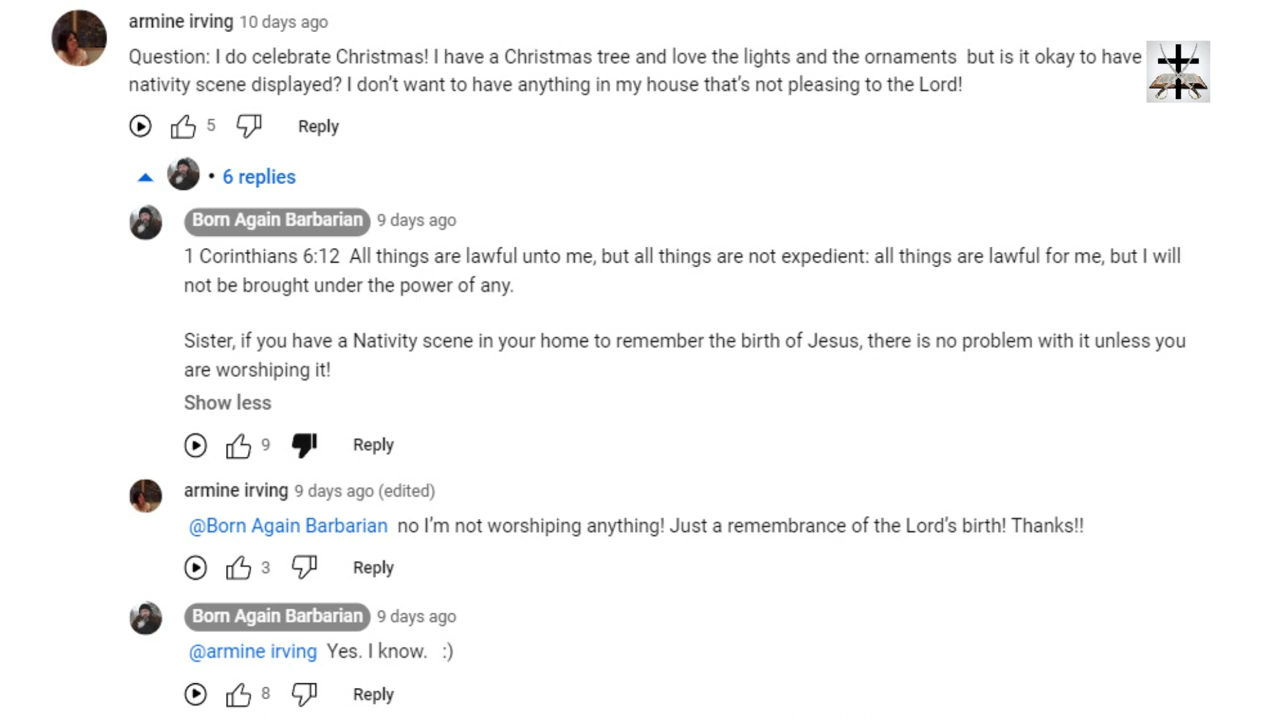 armine irving 10 days ago
Question: I do celebrate Christmas! I have a Christmas tree and love the lights and the ornaments but is it okay to have
nativity scene displayed? I don't want to have anything in my house that's not pleasing to the Lord!
5 Reply
• 6 replies
Born Again Barbarian 9 days ago
1 Corinthians 6:12 All things are lawful unto me, but all things are not expedient: all things are lawful for me, but I will
not be brought under the power of any.
Sister, if you have a Nativity scene in your home to remember the birth of Jesus, there is no problem with it unless you
are worshiping it!
Show less
9 Reply
armine irving 9 days ago (edited)
@Born Again Barbarian no I'm not worshiping anything! Just a remembrance of the Lord's birth! Thanks!!
3 Reply
Born Again Barbarian 9 days ago
@armine irving Yes. I know. :)
8 Reply